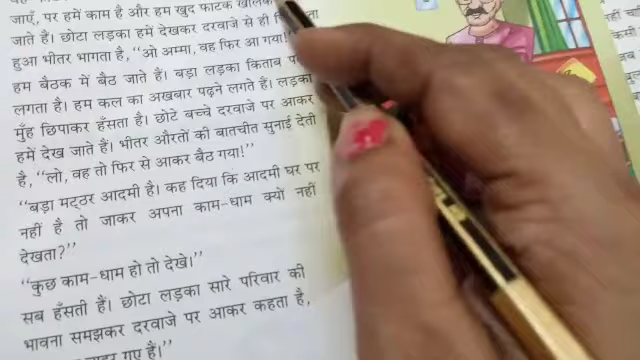 जाएँ, पर हमें काम है और हम खुद फाटक खोलकर
जाते हैं। छोटा लड़का हमें देखकर दरवाजे से ही
हुआ भीतर भागता है, “ओ अम्मा, वह फिर आ गया!”
हम बैठक में बैठ जाते हैं। बड़ा लड़का किताब
लगता है। हम कल का अखबार पढ़ने लगते हैं। लड़का
मुँह छिपाकर हँसता है। छोटे बच्चे दरवाजे पर आकर
हमें देख जाते हैं। भीतर औरतों की बातचीत सुनाई देती
है, “लो, वह तो फिर से आकर बैठ गया!”
“बड़ा मट्ठर आदमी है। कह दिया कि आदमी घर पर
नहीं है तो जाकर अपना काम-धाम क्यों नहीं
देखता?”
“कुछ काम-धाम हो तो देखे।”
सब हँसती हैं। छोटा लड़का सारे परिवार की
भावना समझकर दरवाजे पर आकर कहता है,
गए हैं।”